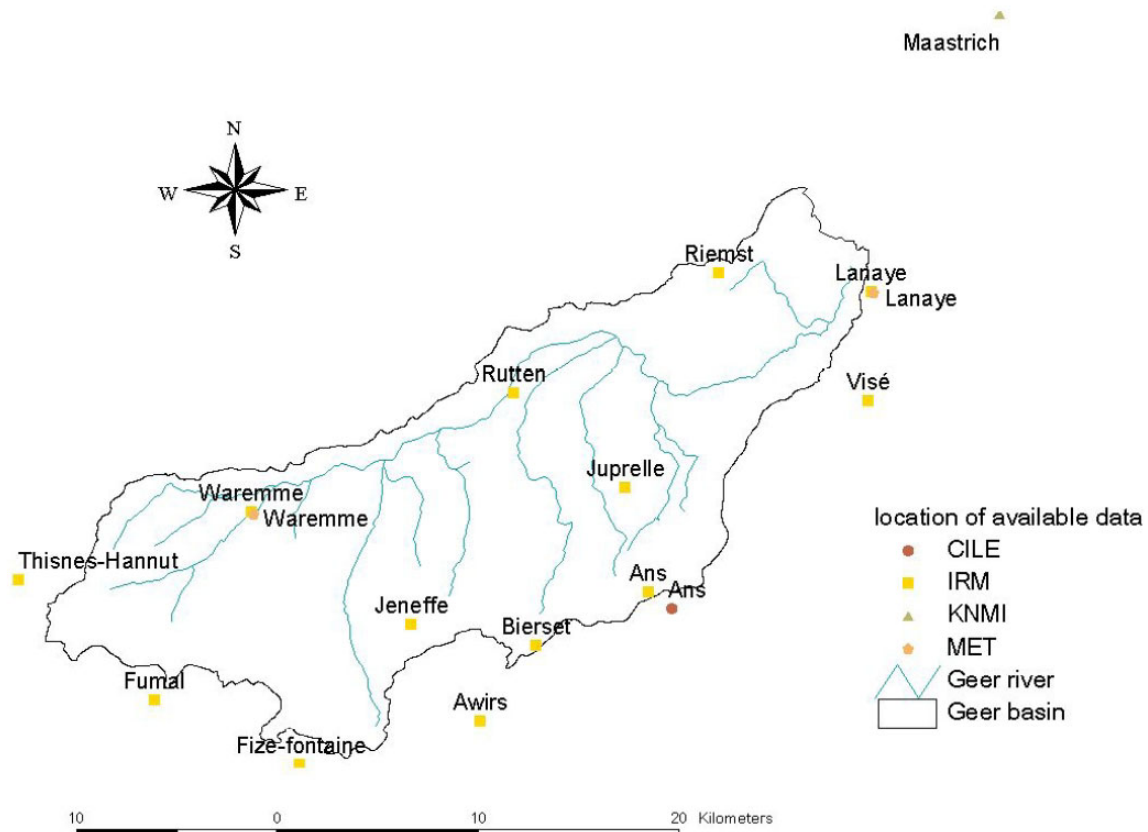 Maastrich
N
W E
S
Riemst
Lanaye
Lanaye
Rutten
Visé
Juprelle
Waremme
Waremme
location of available data
CILE
Thisnes-Hannut
IRM
Ans
Ans
Jeneffe
KNMI
Bierset
MET
Fumal
Geer river
Awirs
Geer basin
Fize-fontaine
10 0 10 20 Kilometers